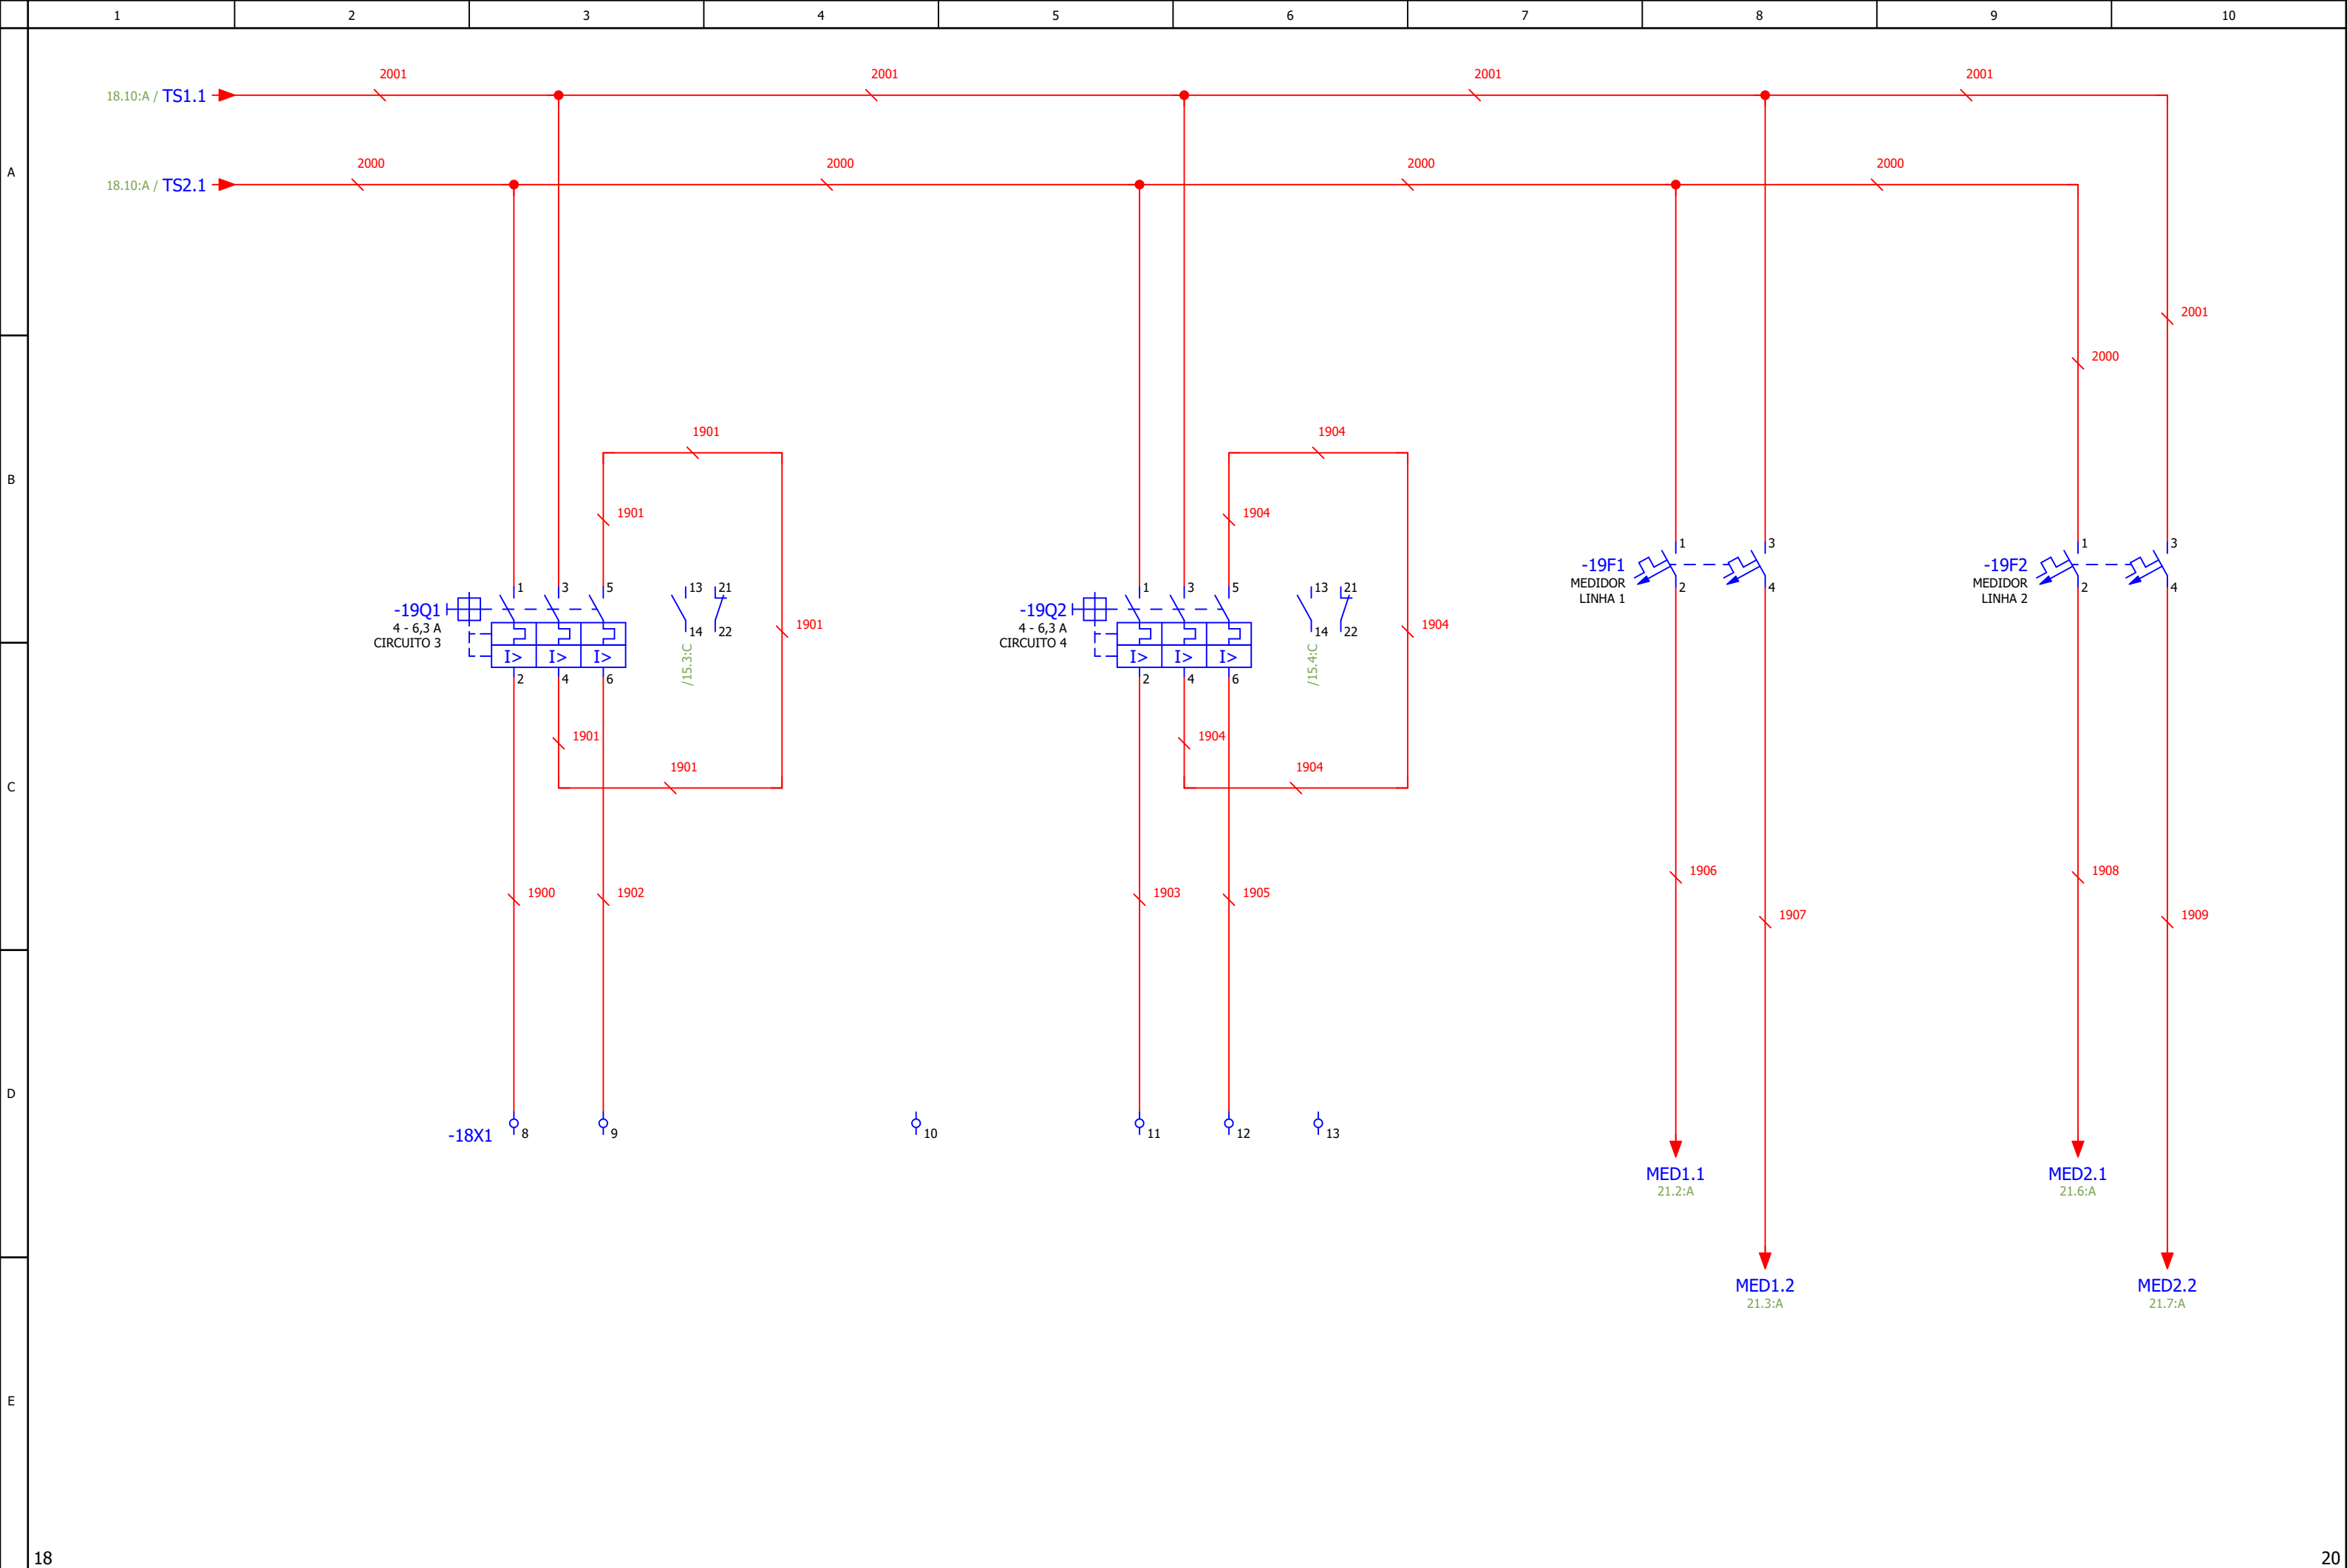 1 2 3 4 5 6 7 8 9 10
2001 2001 2001 2001
18.10:A / TS1.1
2000 2000 2000 2000
18.10:A / TS2.1
A
2001
2000
1901 1904
B
1901 1904
1 3 5 13 21
-19Q1
4 - 6,3 A
CIRCUITO 3
I> I> I>
14 22
2 4 6
/15.3:C
1901
1 3 5 13 21
-19Q2
4 - 6,3 A
CIRCUITO 4
I> I> I>
14 22
2 4 6
/15.4:C
1904
1 3
-19F1
MEDIDOR
LINHA 1
2 4
1 3
-19F2
MEDIDOR
LINHA 2
2 4
1901 1904
1901 1904
C
1906 1908
1900 1902 1903 1905
1907 1909
D
-18X1 8 9 10 11 12 13
MED1.1
21.2:A
MED2.1
21.6:A
MED1.2
21.3:A
MED2.2
21.7:A
E
18 20